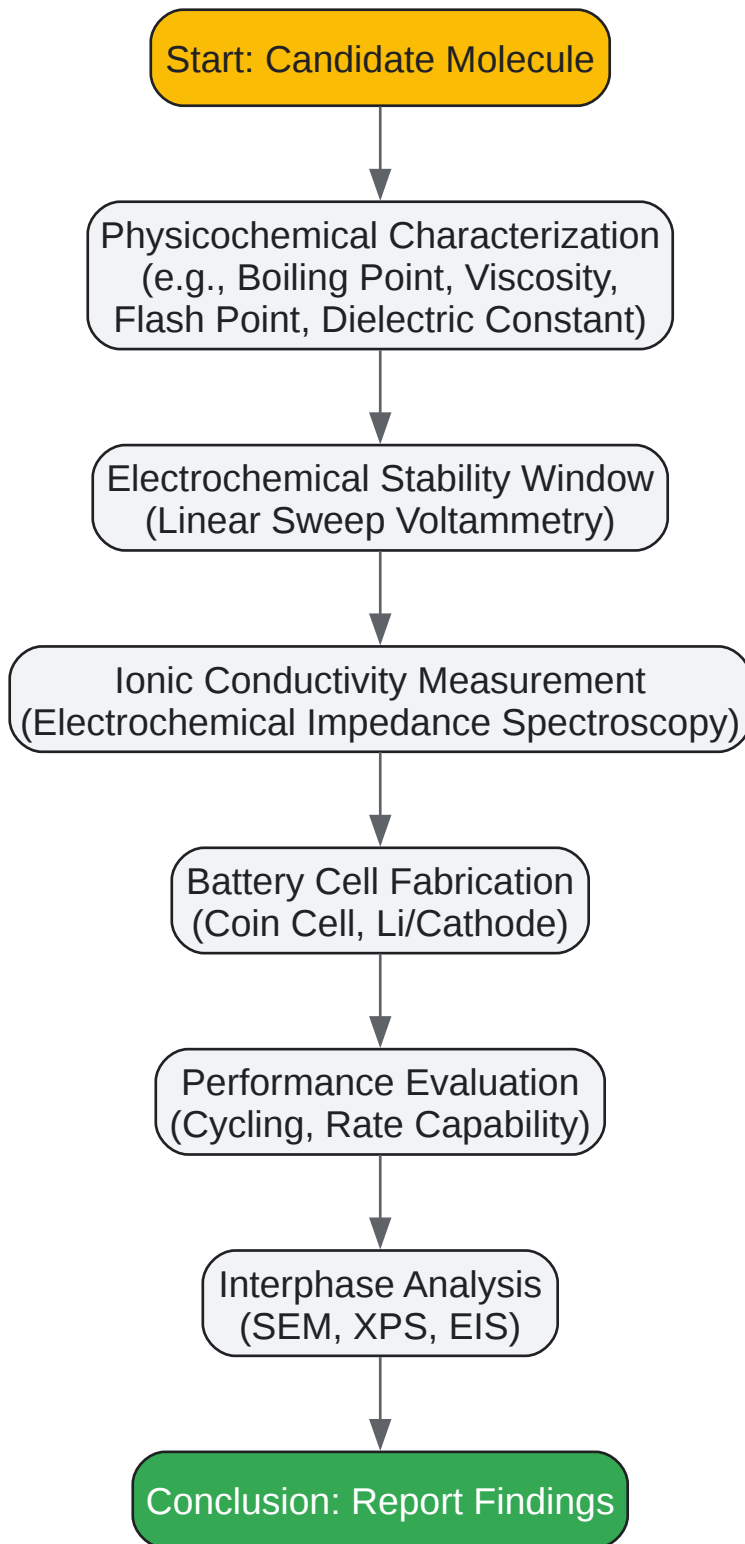 Start: Candidate Molecule
Physicochemical Characterization
(e.g., Boiling Point, Viscosity,
Flash Point, Dielectric Constant)
Electrochemical Stability Window
(Linear Sweep Voltammetry)
Ionic Conductivity Measurement
(Electrochemical Impedance Spectroscopy)
Battery Cell Fabrication
(Coin Cell, Li/Cathode)
Performance Evaluation
(Cycling, Rate Capability)
Interphase Analysis
(SEM, XPS, EIS)
Conclusion: Report Findings